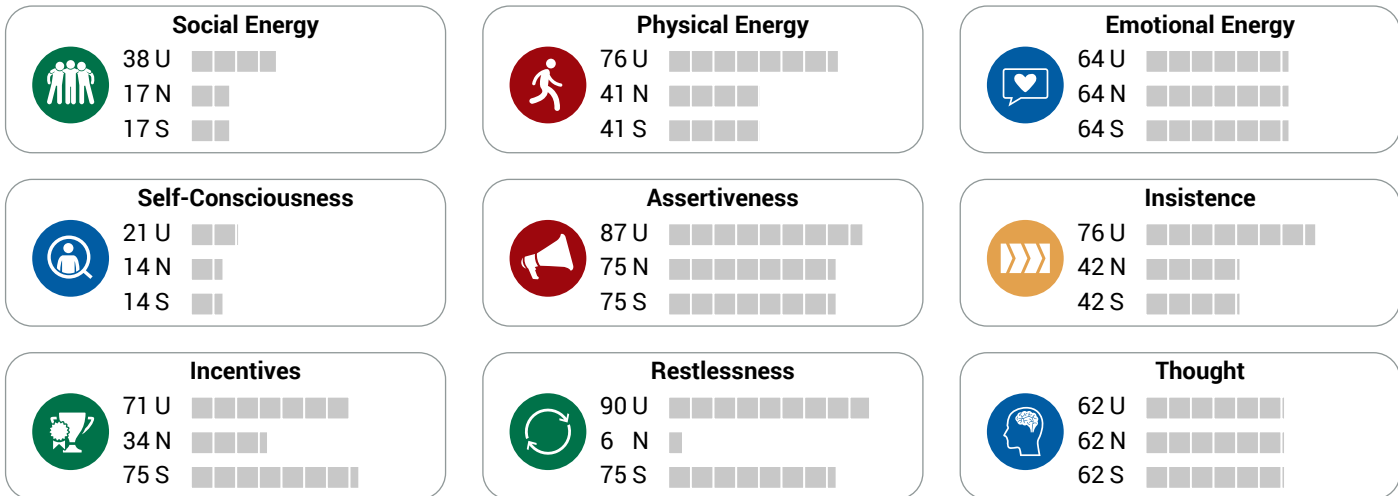 Social Energy
38 U
17 N
17 S
Physical Energy
76 U
41 N
41 S
Emotional Energy
64 U
64 N
64 S
Self-Consciousness
21 U
14 N
14 S
Assertiveness
87 U
75 N
75 S
Insistence
76 U
42 N
42 S
Incentives
71 U
34 N
75 S
Restlessness
90 U
6 N
75 S
Thought
62 U
62 N
62 S